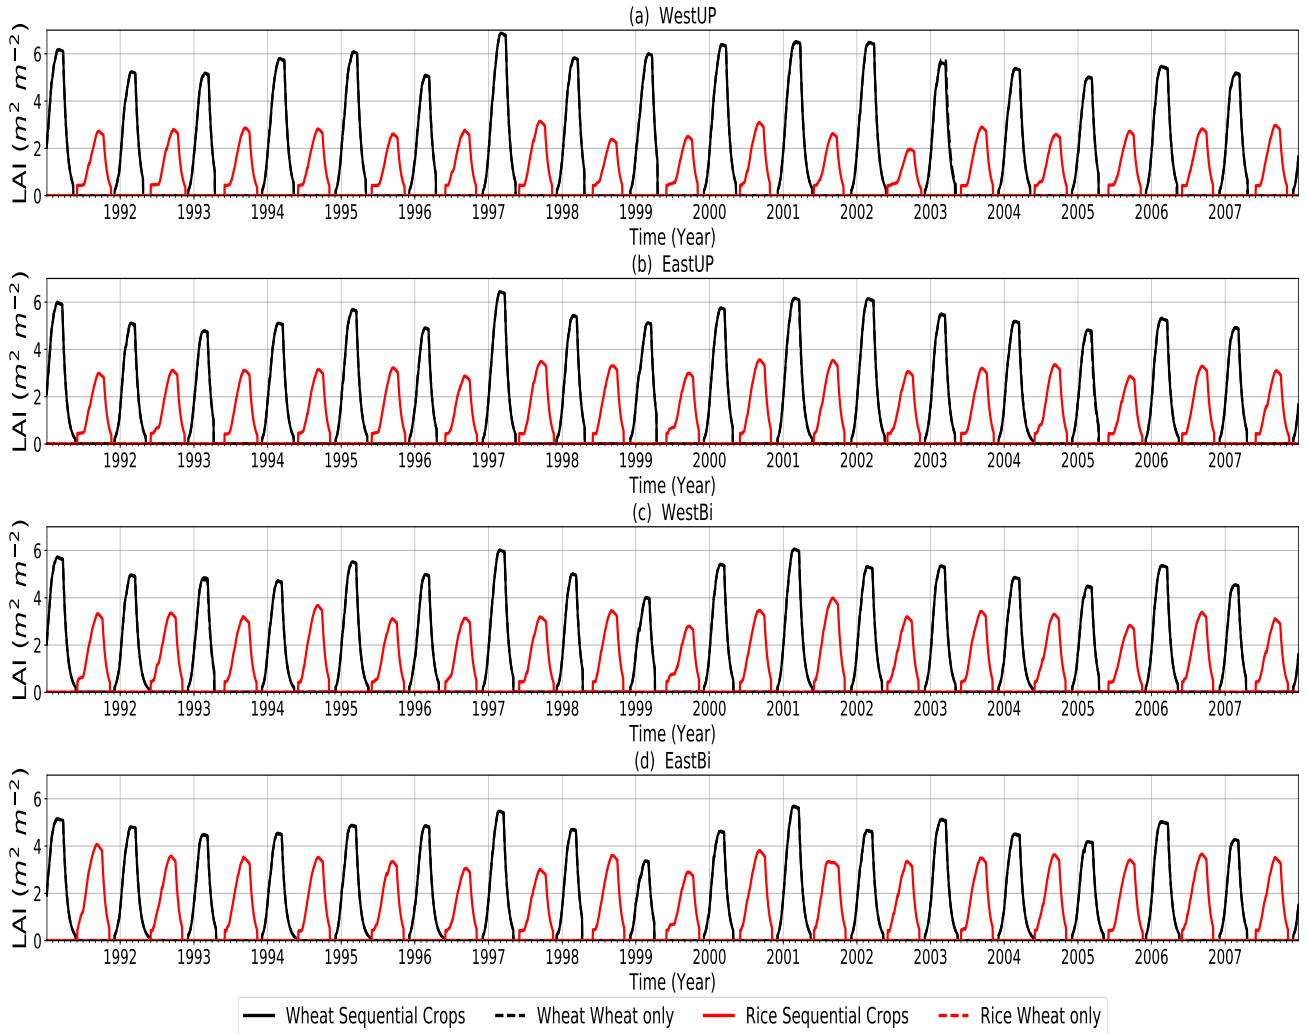 (a) WestUP
LAI (m² m⁻²)
6
4
2
0
1992 1993 1994 1995 1996 1997 1998 1999 2000 2001 2002 2003 2004 2005 2006 2007
Time (Year)
(b) EastUP
LAI (m² m⁻²)
6
4
2
0
1992 1993 1994 1995 1996 1997 1998 1999 2000 2001 2002 2003 2004 2005 2006 2007
Time (Year)
(c) WestBi
LAI (m² m⁻²)
6
4
2
0
1992 1993 1994 1995 1996 1997 1998 1999 2000 2001 2002 2003 2004 2005 2006 2007
Time (Year)
(d) EastBi
LAI (m² m⁻²)
6
4
2
0
1992 1993 1994 1995 1996 1997 1998 1999 2000 2001 2002 2003 2004 2005 2006 2007
Time (Year)
Wheat Sequential Crops Wheat Wheat only Rice Sequential Crops Rice Wheat only